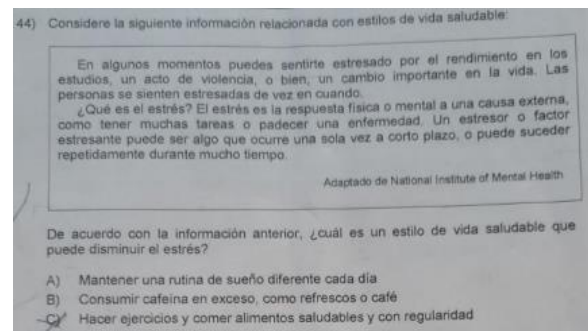 44) Considere la siguiente información relacionada con estilos de vida saludable:
En algunos momentos puedes sentirte estresado por el rendimiento en los
estudios, un acto de violencia, o bien, un cambio importante en la vida. Las
personas se sienten estresadas de vez en cuando.
¿Qué es el estrés? El estrés es la respuesta física o mental a una causa externa,
como tener muchas tareas o padecer una enfermedad. Un estresor o factor
estresante puede ser algo que ocurre una sola vez a corto plazo, o puede suceder
repetidamente durante mucho tiempo.
Adaptado de National Institute of Mental Health
De acuerdo con la información anterior, ¿cuál es un estilo de vida saludable que
puede disminuir el estrés?
A) Mantener una rutina de sueño diferente cada día
B) Consumir cafeína en exceso, como refrescos o café
C) Hacer ejercicios y comer alimentos saludables y con regularidad